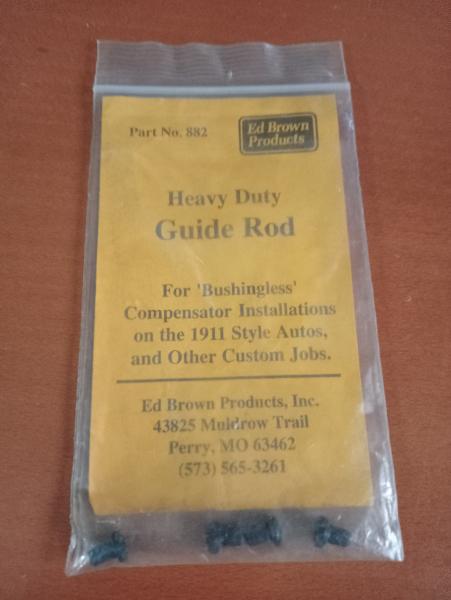 Part No. 882
Ed Brown
Products
Heavy Duty
Guide Rod
For 'Bushingless'
Compensator Installations
on the 1911 Style Autos,
and Other Custom Jobs.
Ed Brown Products, Inc.
43825 Muldrow Trail
Perry, MO 63462
(573) 565-3261